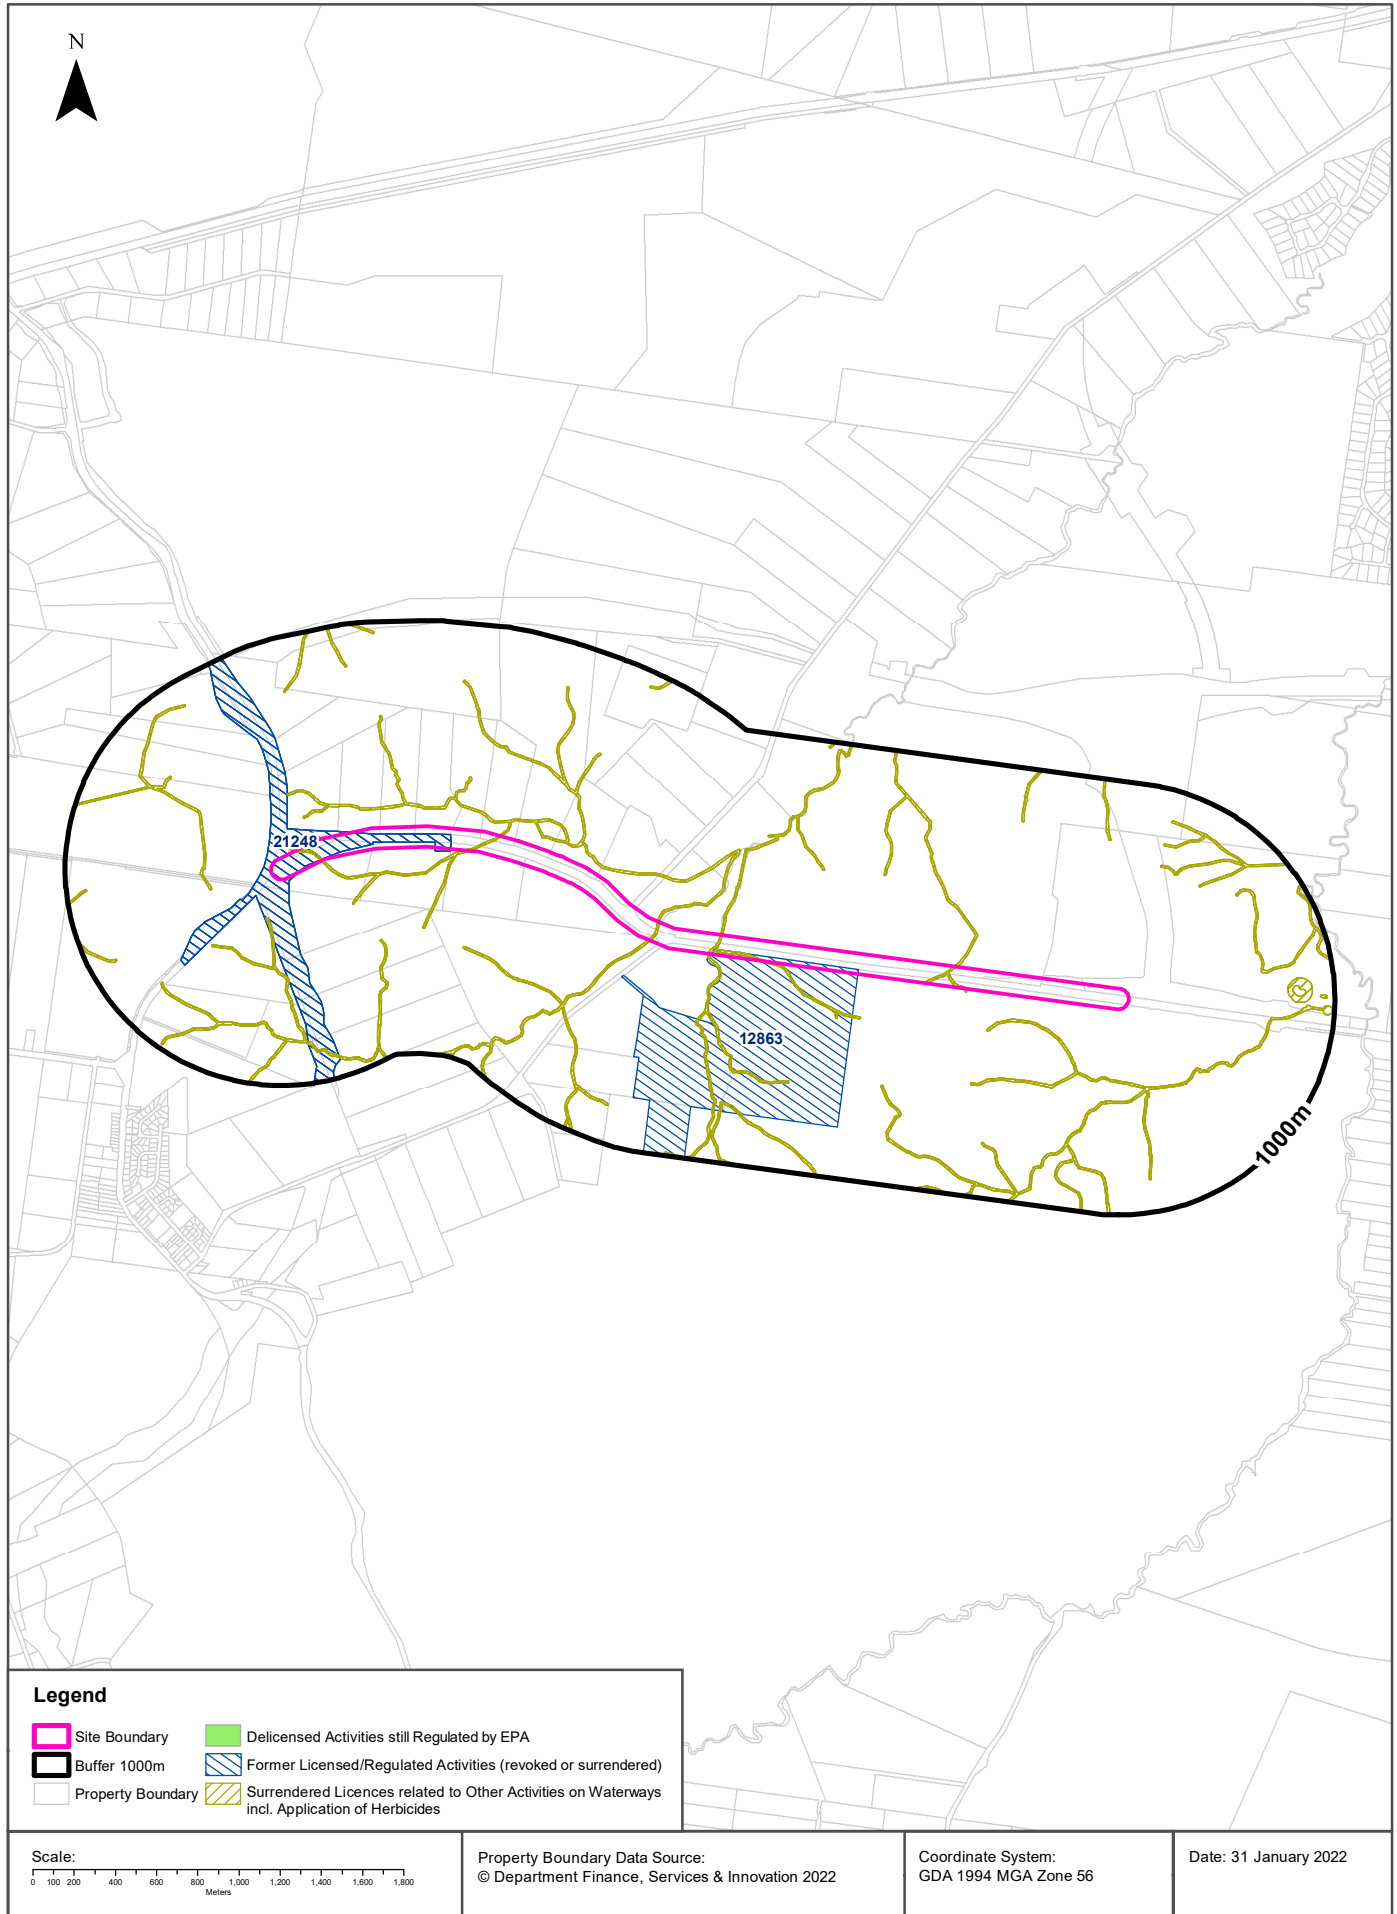 N
21248
12863
1000m
Legend
Site Boundary
Buffer 1000m
Property Boundary
Delicensed Activities still Regulated by EPA
Former Licensed/Regulated Activities (revoked or surrendered)
Surrendered Licences related to Other Activities on Waterways
incl. Application of Herbicides
Scale:
0 100 200 400 600 800 1,000 1,200 1,400 1,600 1,800
Meters
Property Boundary Data Source:
© Department Finance, Services & Innovation 2022
Coordinate System:
GDA 1994 MGA Zone 56
Date: 31 January 2022